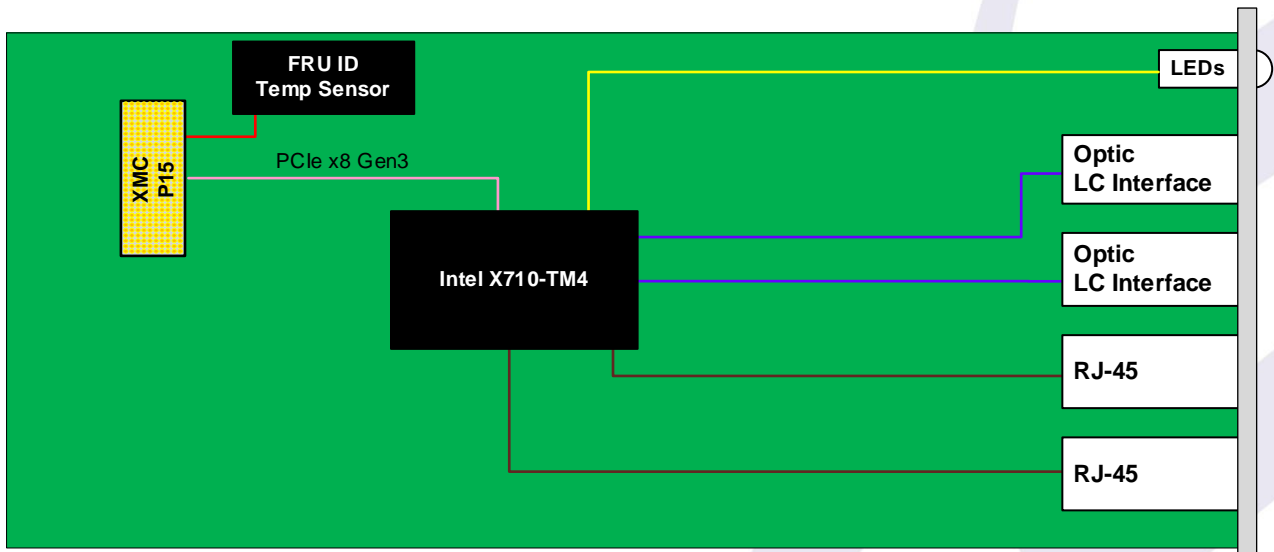 FRU ID
Temp Sensor
LEDs
XMC
P15
PCIe x8 Gen3
Optic
LC Interface
Intel X710-TM4
Optic
LC Interface
RJ-45
RJ-45